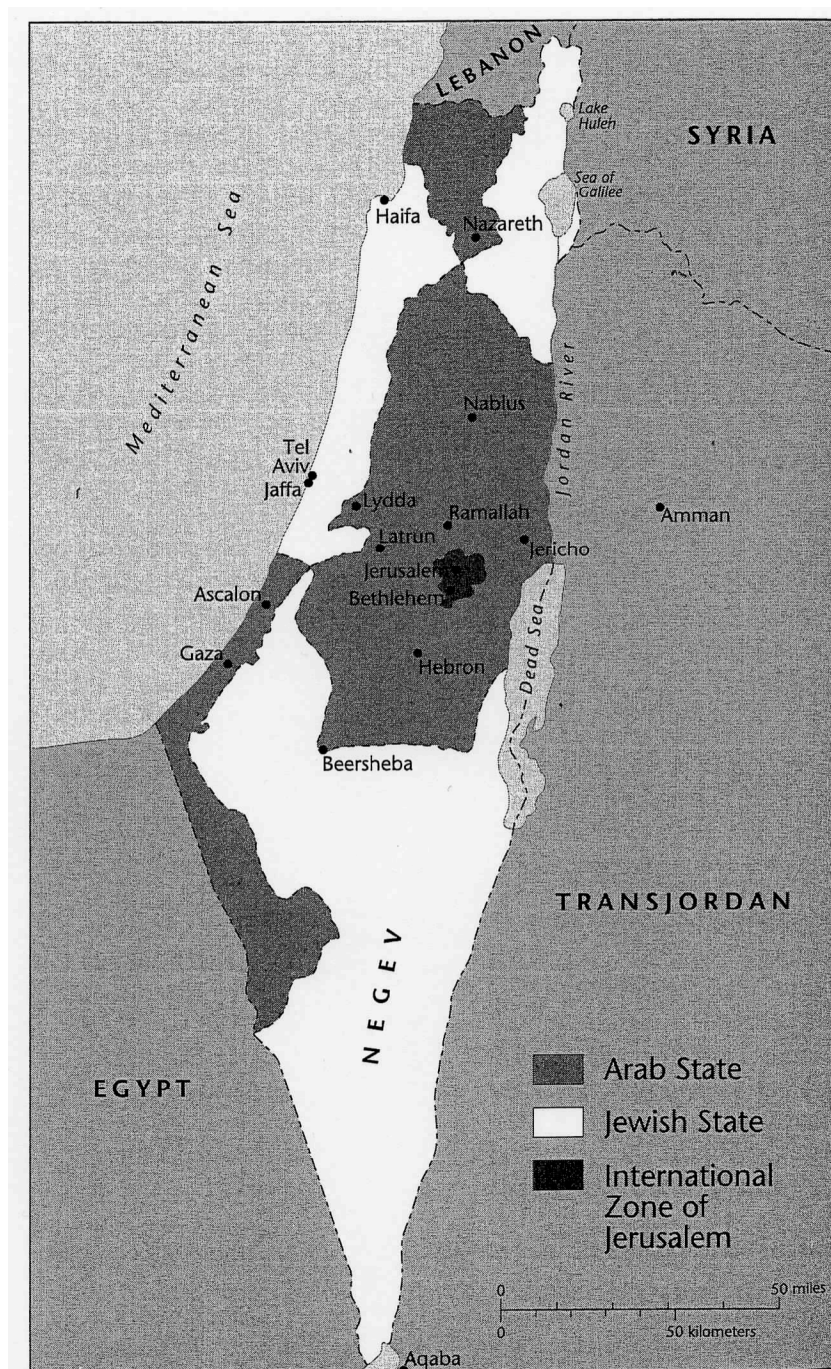 LEBANON
Lake
Huleh
SYRIA
Sea of
Galilee
Haifa
Nazareth
Mediterranean Sea
Jordan River
Nablus
Tel
Aviv
Jaffa
Lydda
Ramallah
Amman
Latrun
Jericho
Jerusalem
Ascalon
Bethlehem
Gaza
Hebron
Dead Sea
Beersheba
TRANSJORDAN
NEGEV
EGYPT
Arab State
Jewish State
International
Zone of
Jerusalem
0 50 miles
0 50 kilometers
Aqaba